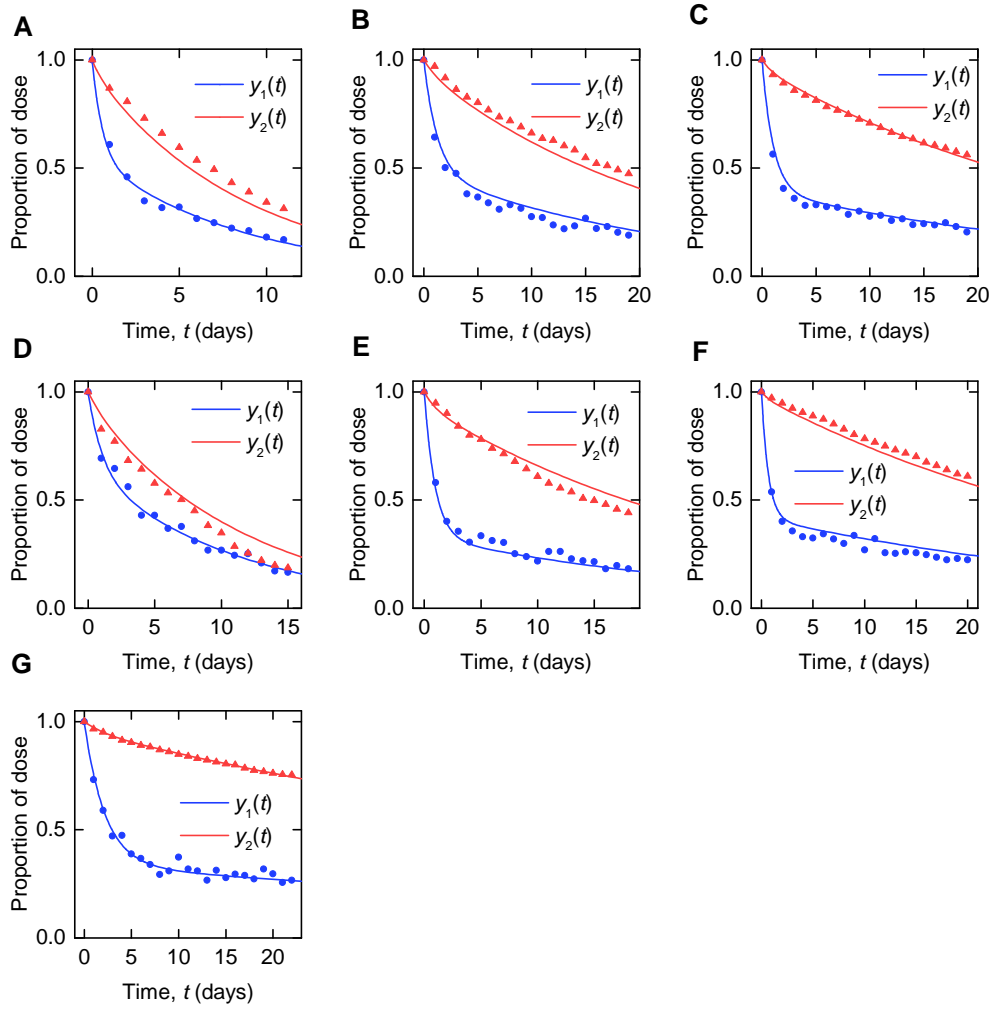 A
Proportion of dose
1.0
0.5
0.0
y1(t)
y2(t)
0 5 10
Time, t (days)
B
Proportion of dose
1.0
0.5
0.0
y1(t)
y2(t)
0 5 10 15 20
Time, t (days)
C
Proportion of dose
1.0
0.5
0.0
y1(t)
y2(t)
0 5 10 15 20
Time, t (days)
D
Proportion of dose
1.0
0.5
0.0
y1(t)
y2(t)
0 5 10 15
Time, t (days)
E
Proportion of dose
1.0
0.5
0.0
y1(t)
y2(t)
0 5 10 15
Time, t (days)
F
Proportion of dose
1.0
0.5
0.0
y1(t)
y2(t)
0 5 10 15 20
Time, t (days)
G
Proportion of dose
1.0
0.5
0.0
y1(t)
y2(t)
0 5 10 15 20
Time, t (days)